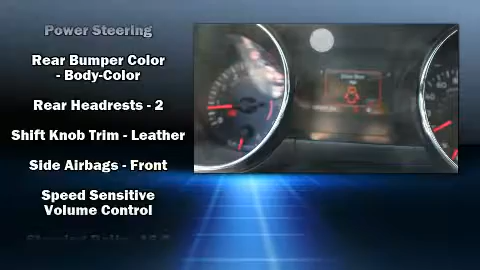 Power Steering
Rear Bumper Color
- Body-Color
Rear Headrests - 2
Shift Knob Trim - Leather
Side Airbags - Front
Speed Sensitive
Volume Control